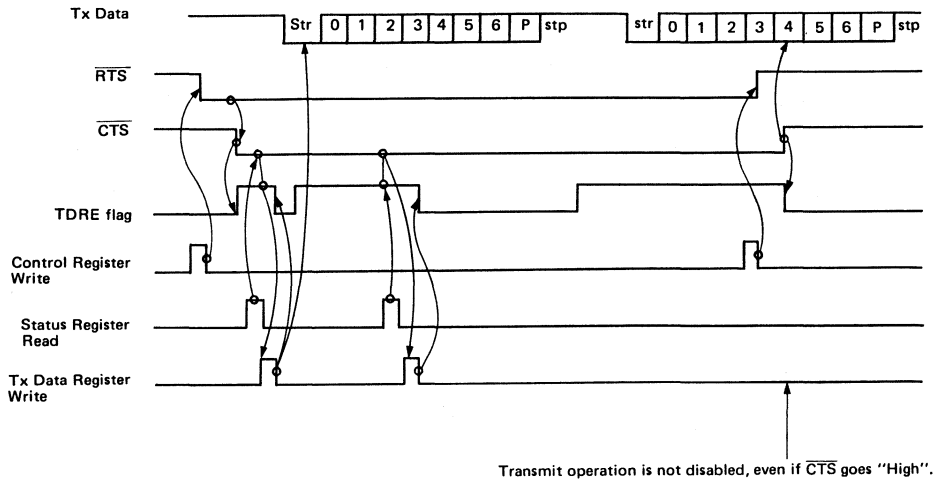 Tx Data
Str 0 1 2 3 4 5 6 P stp str 0 1 2 3 4 5 6 P stp
RTS
CTS
TDRE flag
Control Register
Write
Status Register
Read
Tx Data Register
Write
Transmit operation is not disabled, even if CTS goes "High".